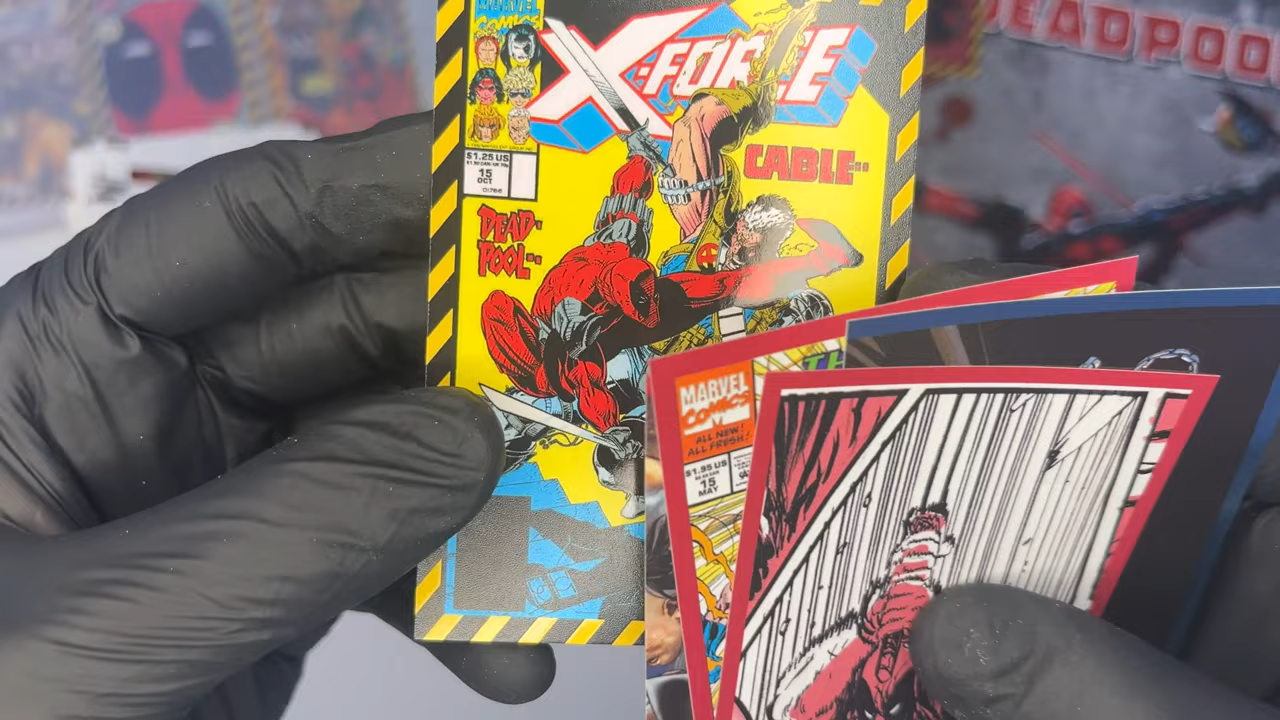 MARVEL
COMICS
X-FORCE
$1.25 US
15
OCT
CABLE--
DEAD-
POOL--
DEADPOOL
MARVEL
COMICS
ALL NEW!
ALL FRESH!
$1.95 US
15
MAY
TH